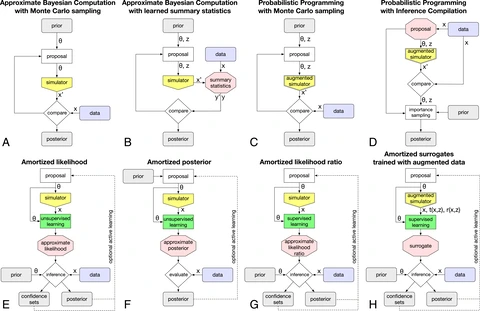 Approximate Bayesian Computation
with Monte Carlo sampling
prior
θ
proposal
θ
simulator
x'
compare
x
data
posterior
A
Approximate Bayesian Computation
with learned summary statistics
prior
proposal
data
θ, z
x
simulator
x'
summary
statistics
y' y
compare
posterior
B
Probabilistic Programming
with Monte Carlo sampling
prior
proposal
θ, z
augmented simulator
x'
compare
x
data
posterior
C
Probabilistic Programming
with Inference Compilation
proposal
x
data
θ, z
augmented simulator
x'
x
compare
θ, z
importance
sampling
prior
posterior
D
Amortized likelihood
proposal
θ
simulator
x
θ
unsupervised
learning
approximate
likelihood
prior
θ
inference
x
data
confidence
sets
posterior
optional active learning
E
Amortized posterior
prior
proposal
θ
simulator
x
θ
unsupervised
learning
approximate
posterior
evaluate
x
data
posterior
optional active learning
F
Amortized likelihood ratio
proposal
θ
simulator
x
θ
supervised
learning
approximate
likelihood
ratio
prior
θ
inference
x
data
confidence
sets
posterior
optional active learning
G
Amortized surrogates
trained with augmented data
proposal
θ
augmented
simulator
x, t(x,z), r(x,z)
θ
supervised
learning
surrogate
prior
θ
inference
x
data
confidence
sets
posterior
optional active learning
H